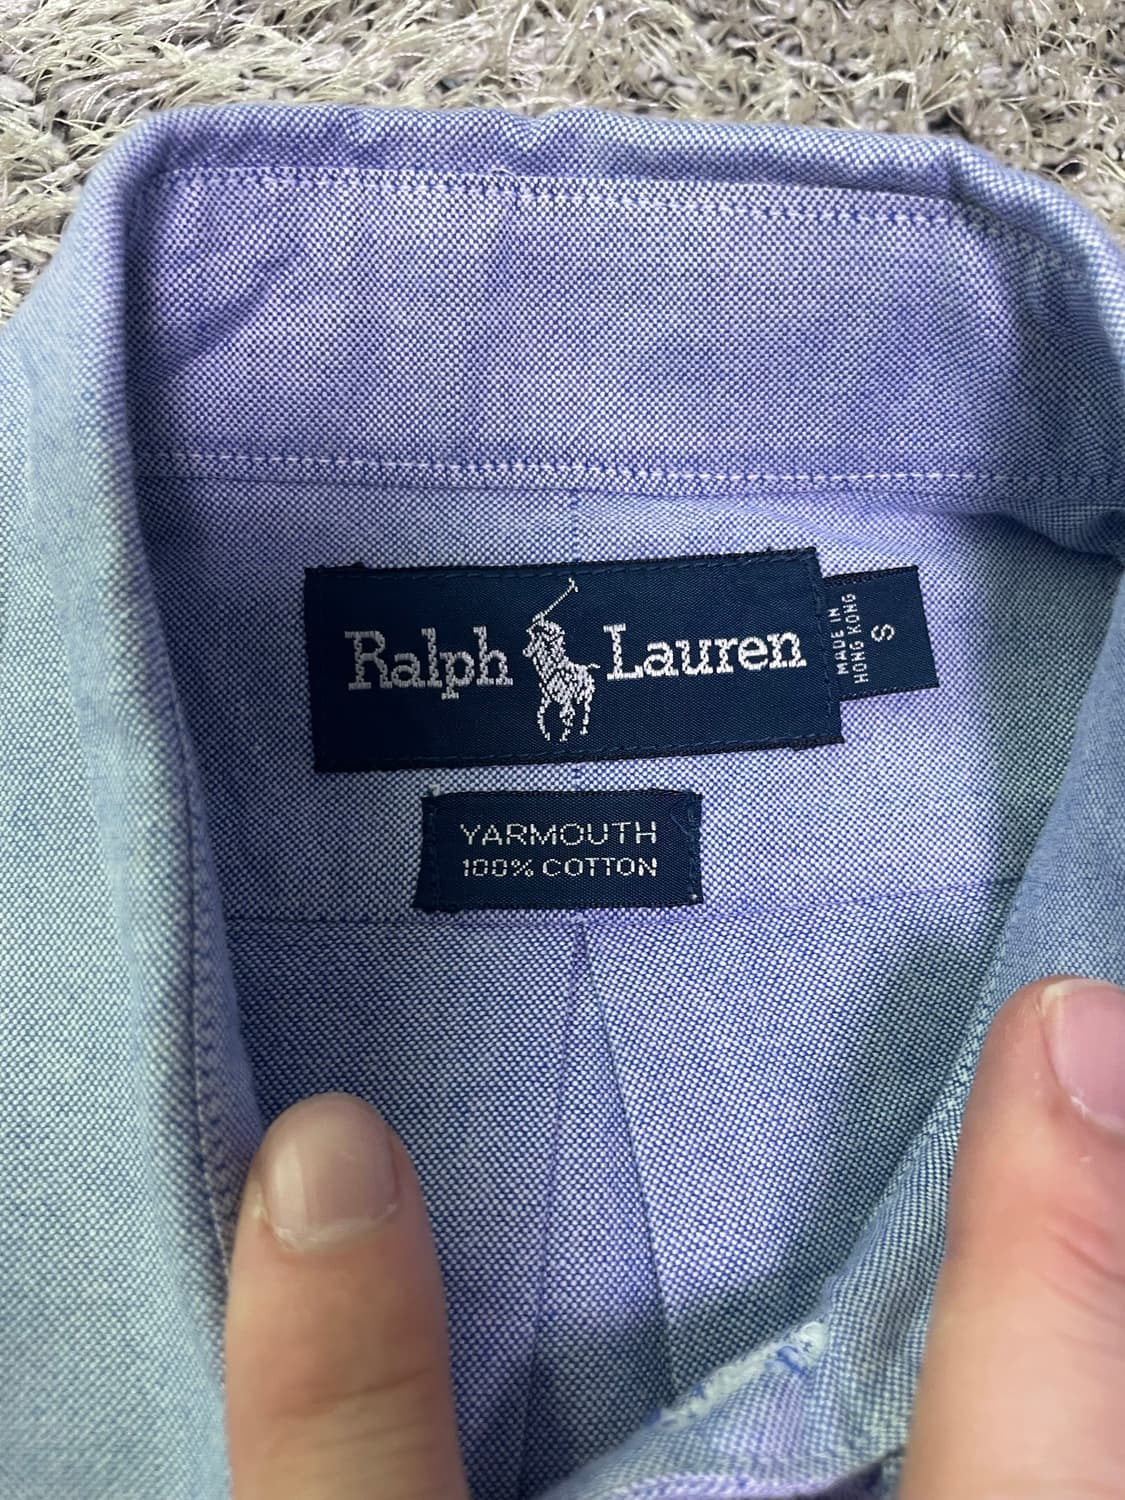 Ralph Lauren
MADE IN
HONG KONG
S
YARMOUTH
100% COTTON